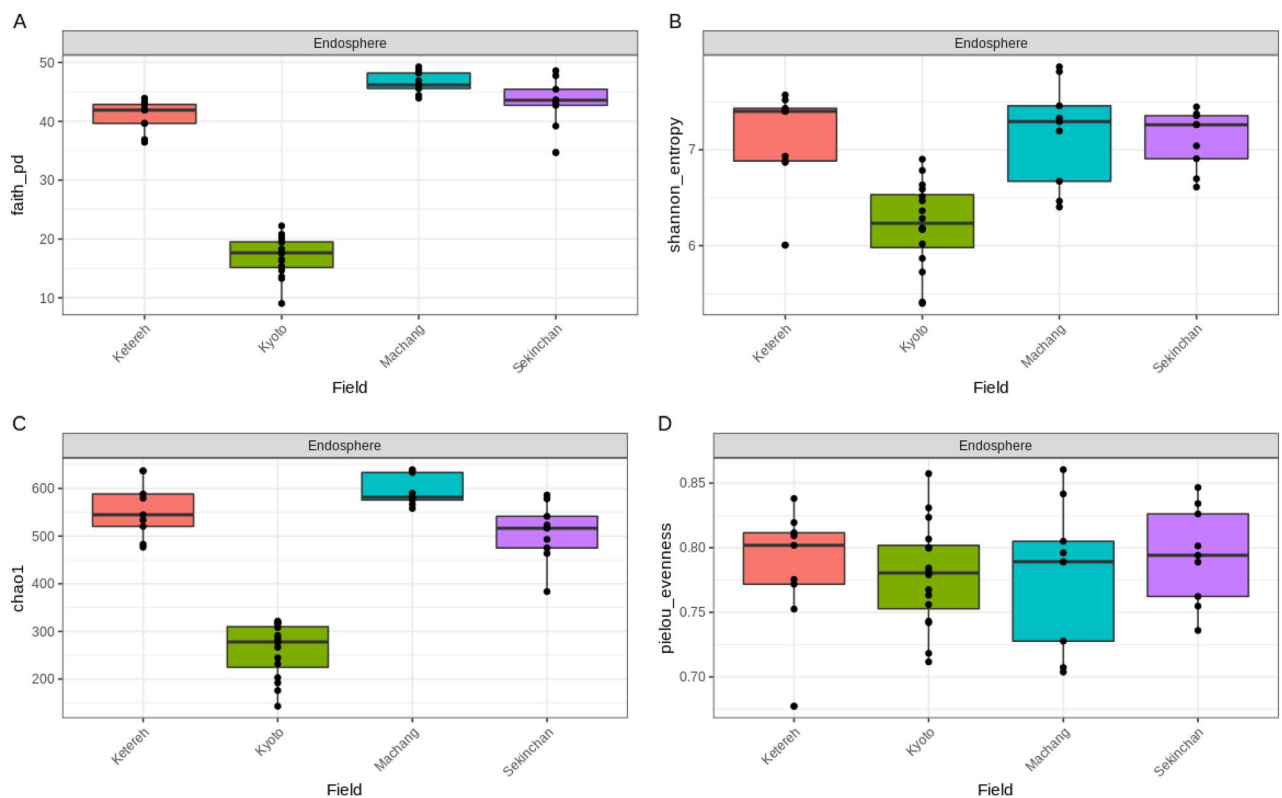 A
Endosphere
faith_pd
50
40
30
20
10
Ketereh
Kyoto
Machang
Sekinchan
Field
B
Endosphere
shannon_entropy
7
6
Ketereh
Kyoto
Machang
Sekinchan
Field
C
Endosphere
chao1
600
500
400
300
200
Ketereh
Kyoto
Machang
Sekinchan
Field
D
Endosphere
pielou_evenness
0.85
0.80
0.75
0.70
Ketereh
Kyoto
Machang
Sekinchan
Field